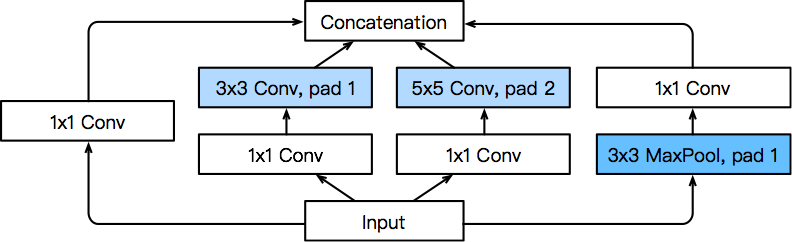 Concatenation
3x3 Conv, pad 1
5x5 Conv, pad 2
1x1 Conv
1x1 Conv
1x1 Conv
1x1 Conv
3x3 MaxPool, pad 1
Input